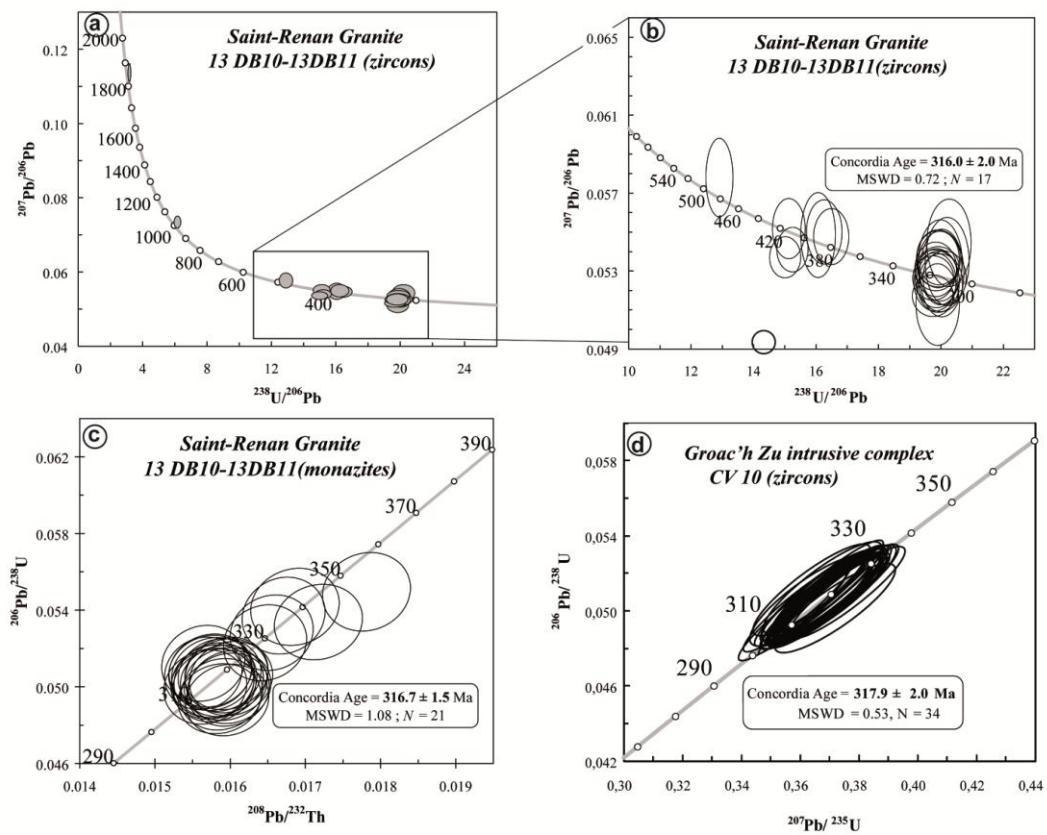 a
Saint-Renan Granite
13 DB10-13DB11 (zircons)
2000
1800
1600
1400
1200
1000
800
600
400
0.12
0.10
0.08
0.06
0.04
207Pb/206Pb
0 4 8 12 16 20 24
238U/206Pb
b
Saint-Renan Granite
13 DB10-13DB11(zircons)
Concordia Age = 316.0 ± 2.0 Ma
MSWD = 0.72 ; N = 17
540
500
460
420
380
340
0.065
0.061
0.057
0.053
0.049
207Pb/206Pb
10 12 14 16 18 20 22
238U/206Pb
c
Saint-Renan Granite
13 DB10-13DB11(monazites)
390
370
350
330
290
Concordia Age = 316.7 ± 1.5 Ma
MSWD = 1.08 ; N = 21
0.062
0.058
0.054
0.050
0.046
206Pb/238U
0.014 0.015 0.016 0.017 0.018 0.019
208Pb/232Th
d
Groac'h Zu intrusive complex
CV 10 (zircons)
350
330
310
290
Concordia Age = 317.9 ± 2.0 Ma
MSWD = 0.53, N = 34
0,058
0,054
0,050
0,046
0,042
206Pb/238U
0,30 0,32 0,34 0,36 0,38 0,40 0,42 0,44
207Pb/ 235U